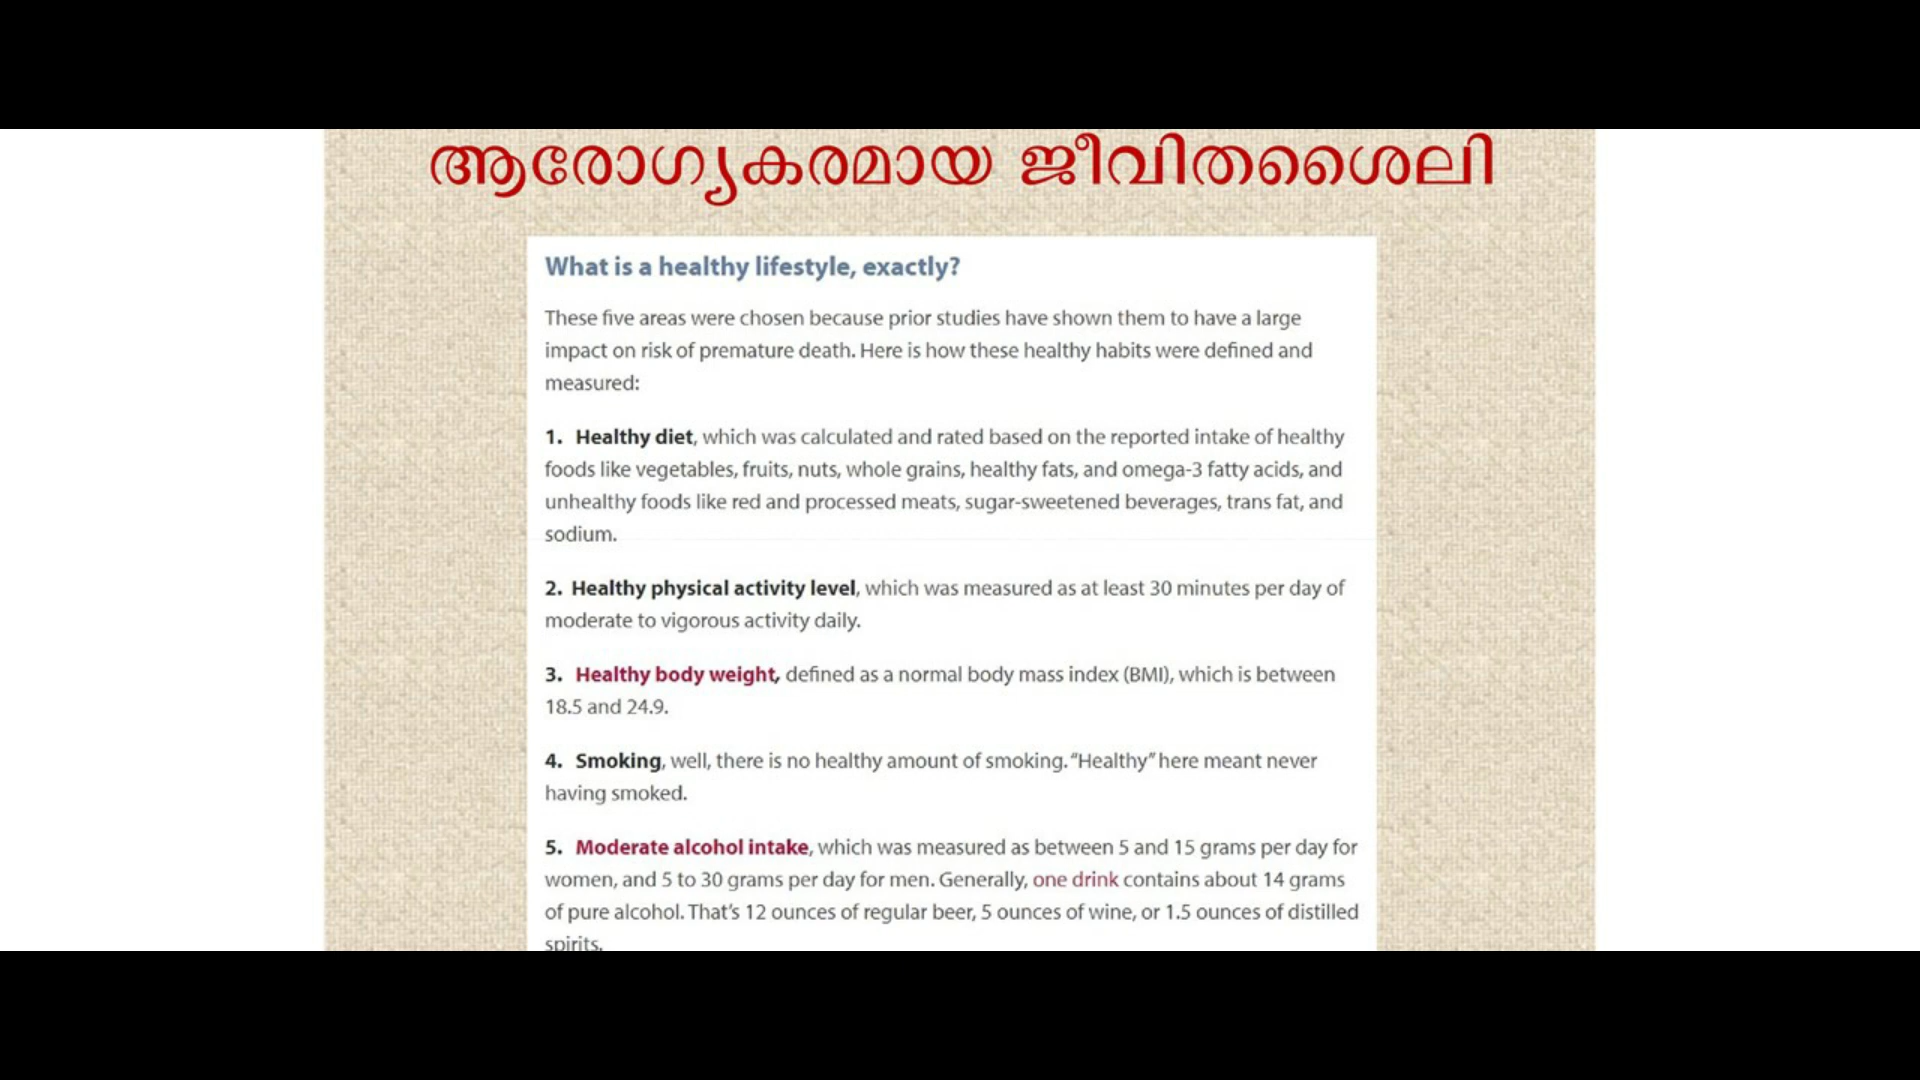 ആരോഗ്യകരമായ ജീവിതശൈലി
What is a healthy lifestyle, exactly?
These five areas were chosen because prior studies have shown them to have a large
impact on risk of premature death. Here is how these healthy habits were defined and
measured:
1. Healthy diet, which was calculated and rated based on the reported intake of healthy
foods like vegetables, fruits, nuts, whole grains, healthy fats, and omega-3 fatty acids, and
unhealthy foods like red and processed meats, sugar-sweetened beverages, trans fat, and
sodium.
2. Healthy physical activity level, which was measured as at least 30 minutes per day of
moderate to vigorous activity daily.
3. Healthy body weight, defined as a normal body mass index (BMI), which is between
18.5 and 24.9.
4. Smoking, well, there is no healthy amount of smoking. “Healthy” here meant never
having smoked.
5. Moderate alcohol intake, which was measured as between 5 and 15 grams per day for
women, and 5 to 30 grams per day for men. Generally, one drink contains about 14 grams
of pure alcohol. That’s 12 ounces of regular beer, 5 ounces of wine, or 1.5 ounces of distilled
spirits.